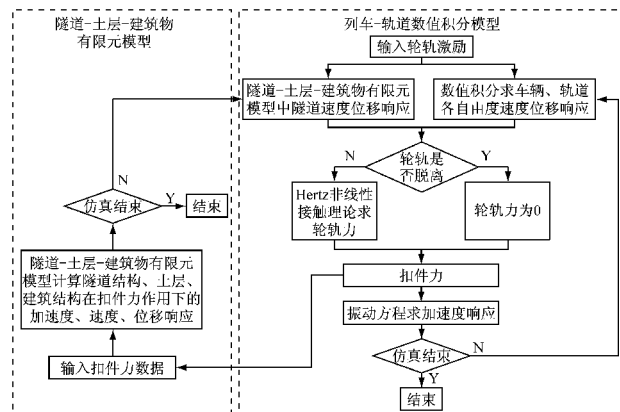 隧道-土层-建筑物
有限元模型
N
仿真结束
Y
结束
隧道-土层-建筑物有限元
模型计算隧道结构、土层、
建筑结构在扣件力作用下的
加速度、速度、位移响应
输入扣件力数据
列车-轨道数值积分模型
输入轮轨激励
隧道-土层-建筑物有限元
模型中隧道速度位移响应
数值积分求车辆、轨道
各自由度速度位移响应
N
轮轨是
否脱离
Y
Hertz非线性
接触理论求
轮轨力
轮轨力为0
扣件力
振动方程求加速度响应
仿真结束
N
Y
结束